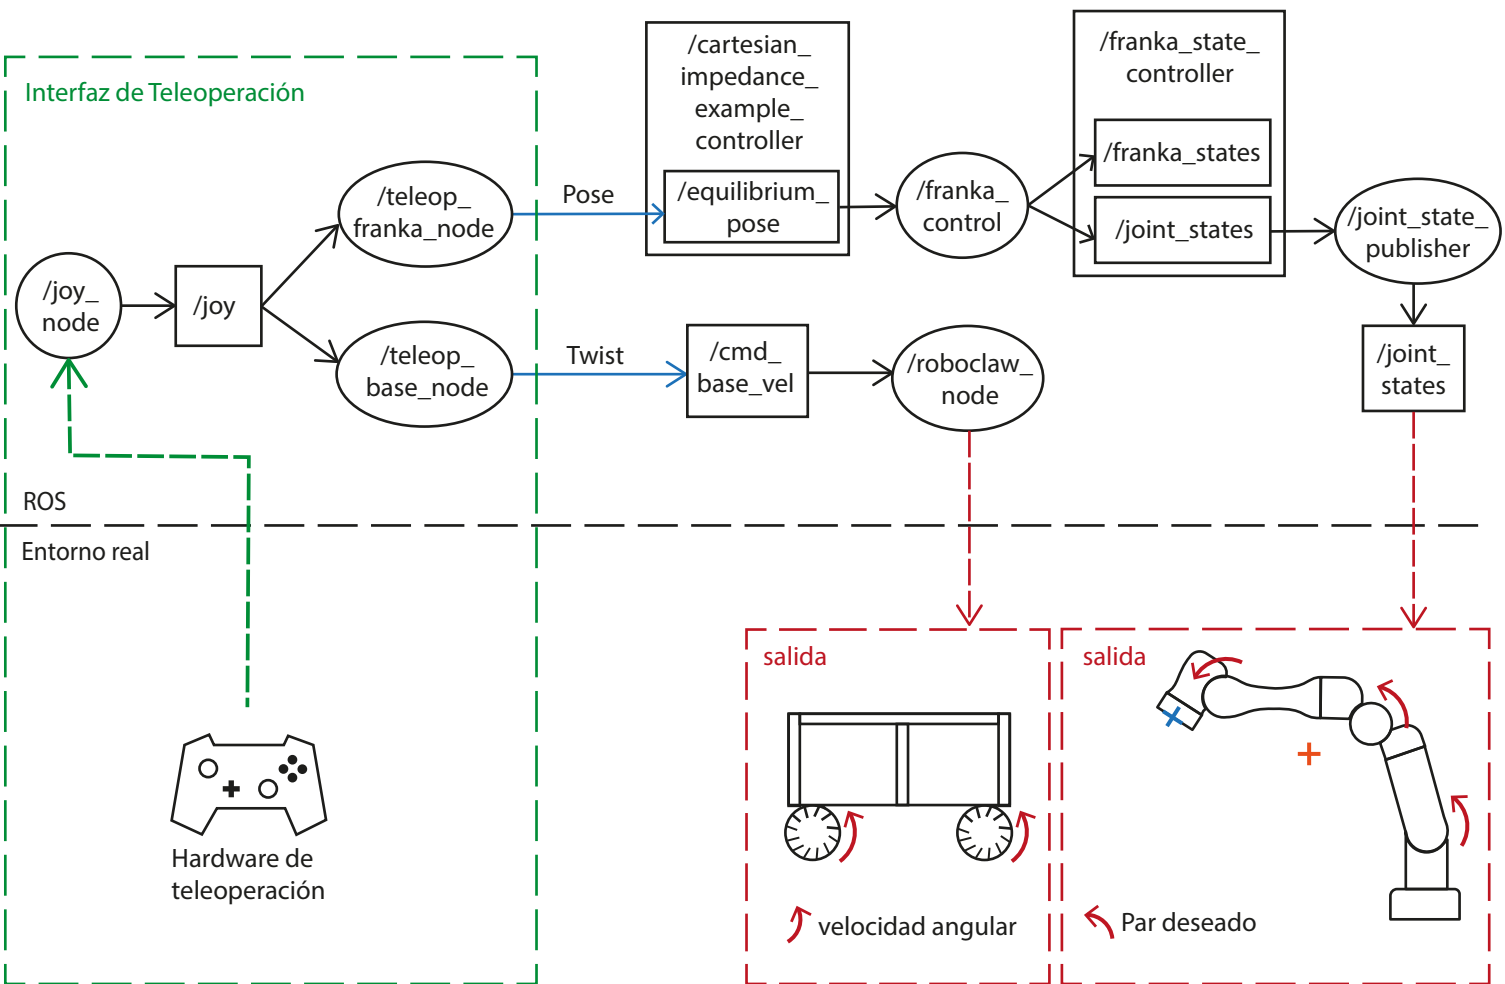 Interfaz de Teleoperación
/joy_
node
/joy
/teleop_
franka_node
/teleop_
base_node
Pose
Twist
/cartesian_
impedance_
example_
controller
/equilibrium_
pose
/franka_
control
/franka_state_
controller
/franka_states
/joint_states
/joint_state_
publisher
/joint_
states
/cmd_
base_vel
/roboclaw_
node
ROS
Entorno real
Hardware de
teleoperación
salida
velocidad angular
salida
Par deseado